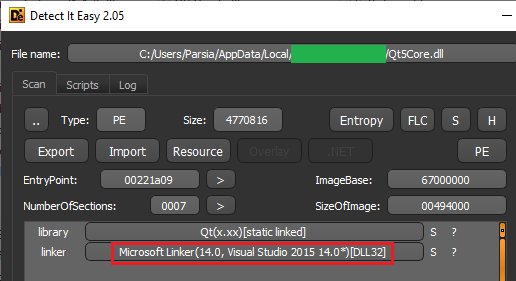 Detect It Easy 2.05
File name: C:/Users/Parsia/AppData/Local/ /Qt5Core.dll
Scan Scripts Log
.. Type: PE Size: 4770816 Entropy FLC S H
Export Import Resource Overlay .NET PE
EntryPoint: 00221a09 > ImageBase: 67000000
NumberOfSections: 0007 > SizeOfImage: 00494000
library Qt(x.xx)[static linked] S ?
linker Microsoft Linker(14.0, Visual Studio 2015 14.0*)[DLL32] S ?